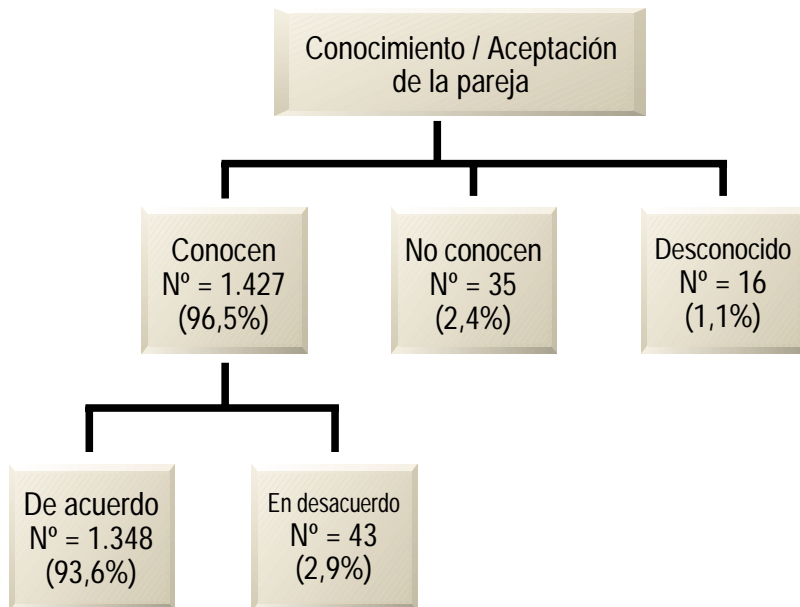 Conocimiento / Aceptación
de la pareja
Conocen
Nº = 1.427
(96,5%)
No conocen
Nº = 35
(2,4%)
Desconocido
Nº = 16
(1,1%)
De acuerdo
Nº = 1.348
(93,6%)
En desacuerdo
Nº = 43
(2,9%)